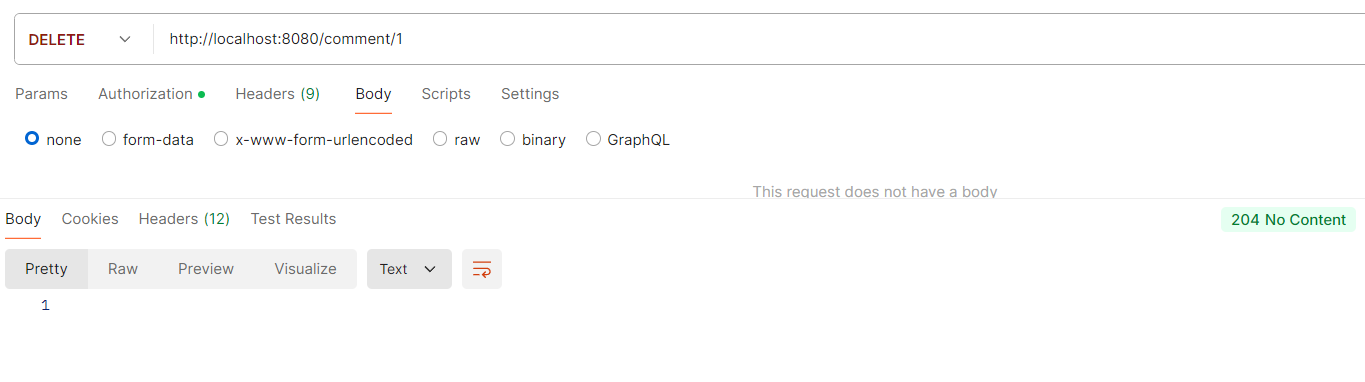 DELETE http://localhost:8080/comment/1
Params Authorization Headers (9) Body Scripts Settings
none form-data x-www-form-urlencoded raw binary GraphQL
This request does not have a body
Body Cookies Headers (12) Test Results 204 No Content
Pretty Raw Preview Visualize Text
1